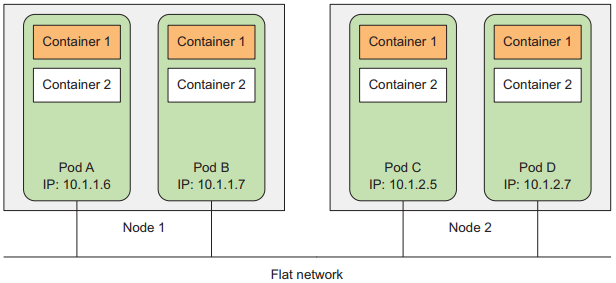 Container 1
Container 2
Pod A
IP: 10.1.1.6
Container 1
Container 2
Pod B
IP: 10.1.1.7
Node 1
Container 1
Container 2
Pod C
IP: 10.1.2.5
Container 1
Container 2
Pod D
IP: 10.1.2.7
Node 2
Flat network